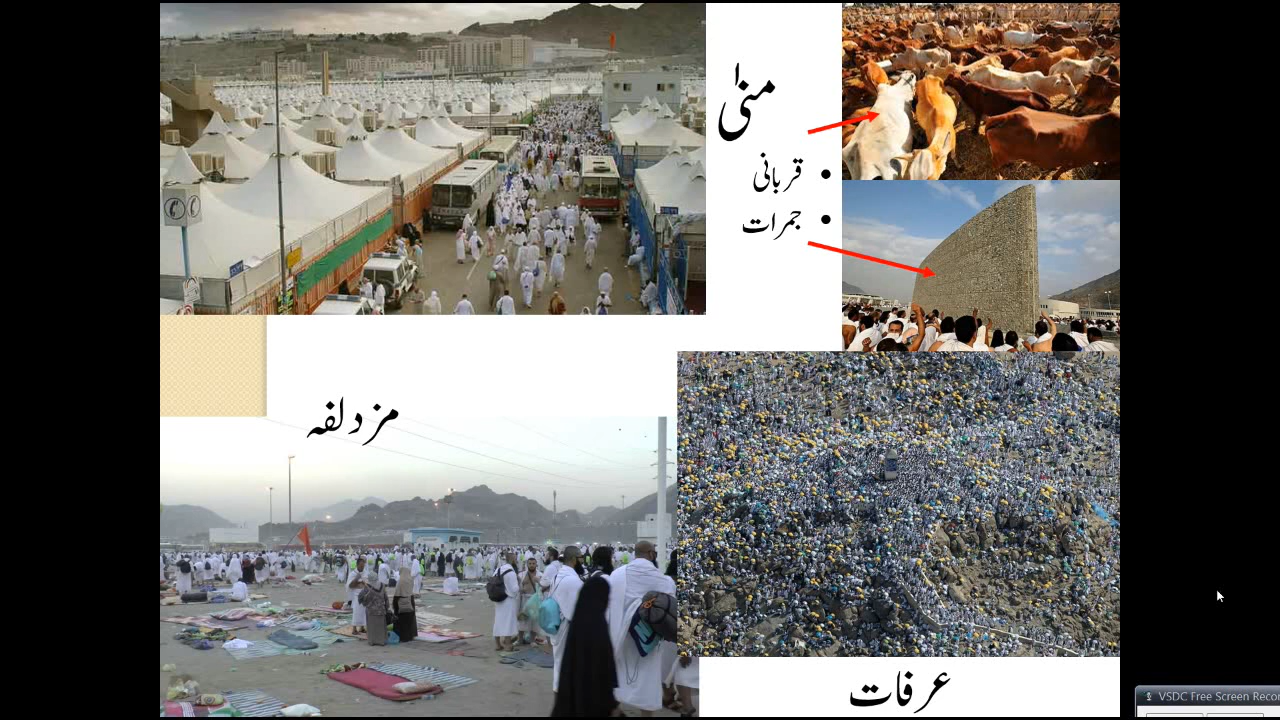 منیٰ
• قربانی
• جمرات
مزدلفہ
عرفات
VSDC Free Screen Recor